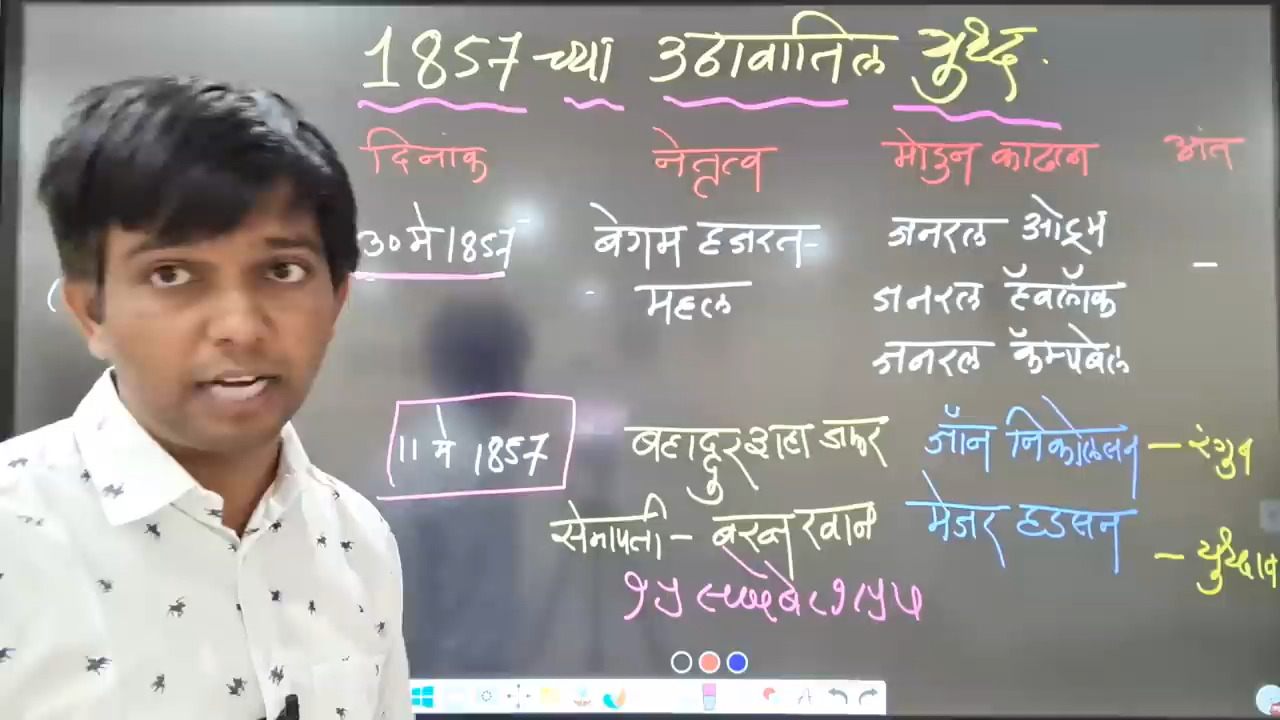 1857 च्या उठावातिल युध्द.
दिनांक नेतृत्व मोडुन काढल अंत
30 मे 1857 बेगम हजरत- जनरल ओट्रम -
महल जनरल हॅवलॉक
जनरल कॅम्पबेल
11 मे 1857 बहादुरशहा जफर जॉन निकोलसन - रंगुन
सेनापती - बख्त खान मेजर हडसन - युध्दात